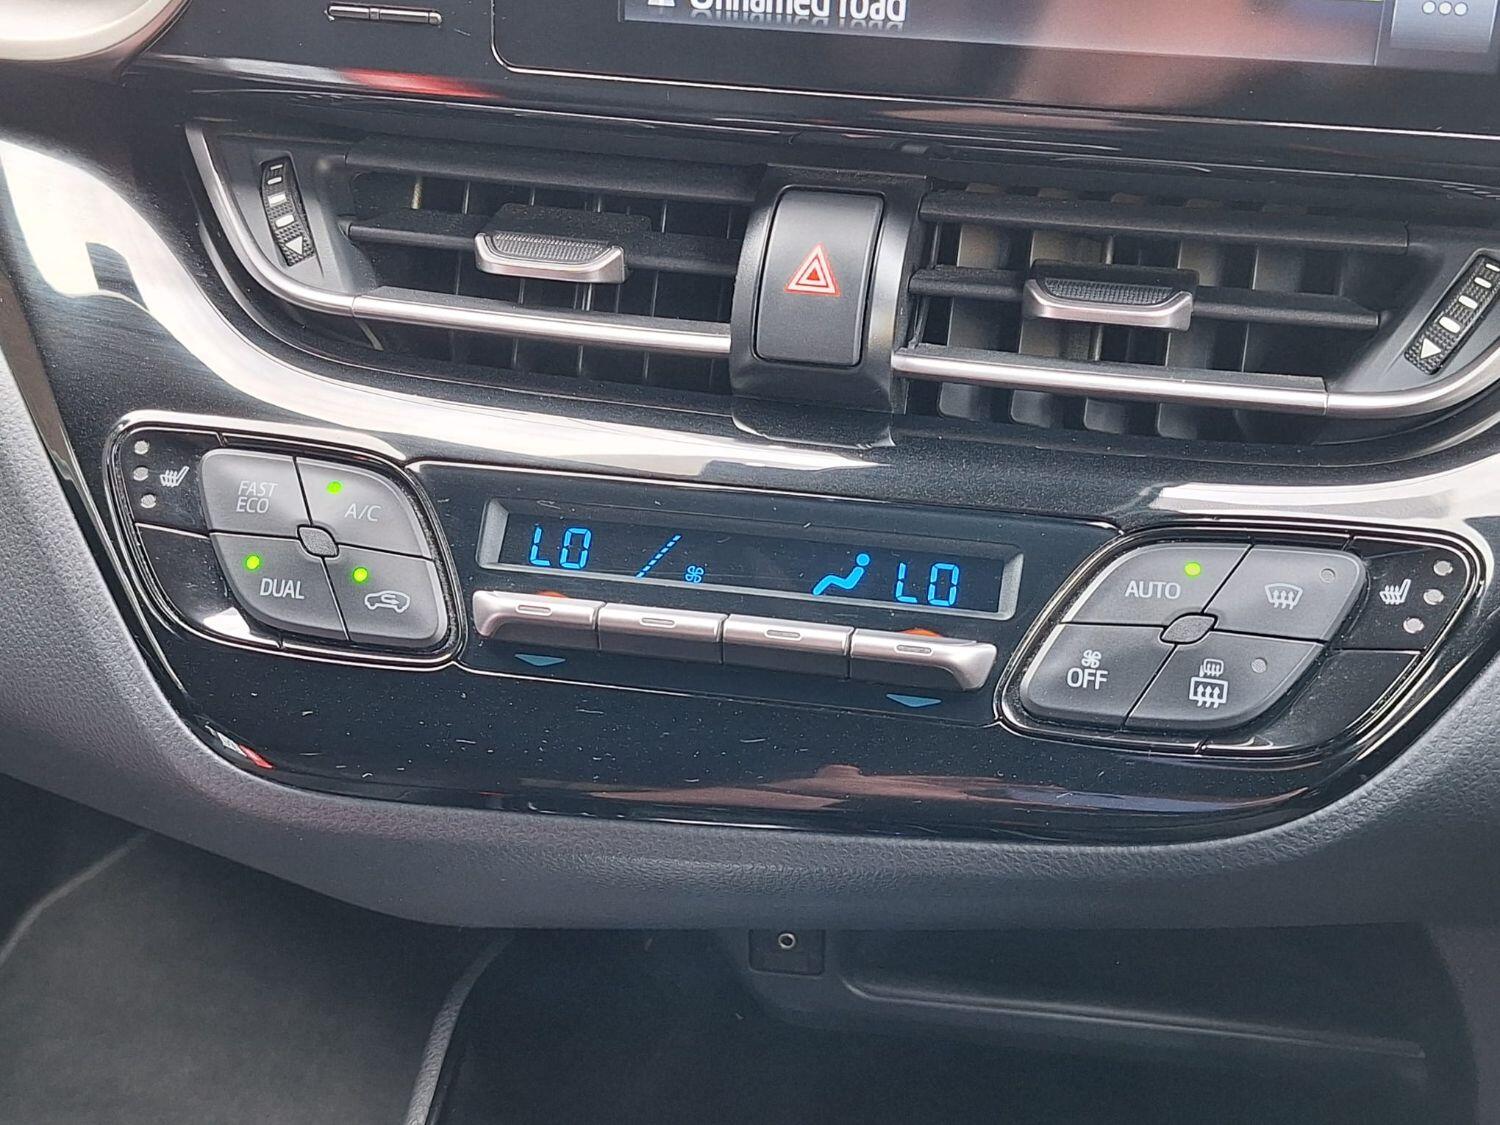 Unnamed road
FAST
ECO
A/C
DUAL
LO
LO
AUTO
OFF